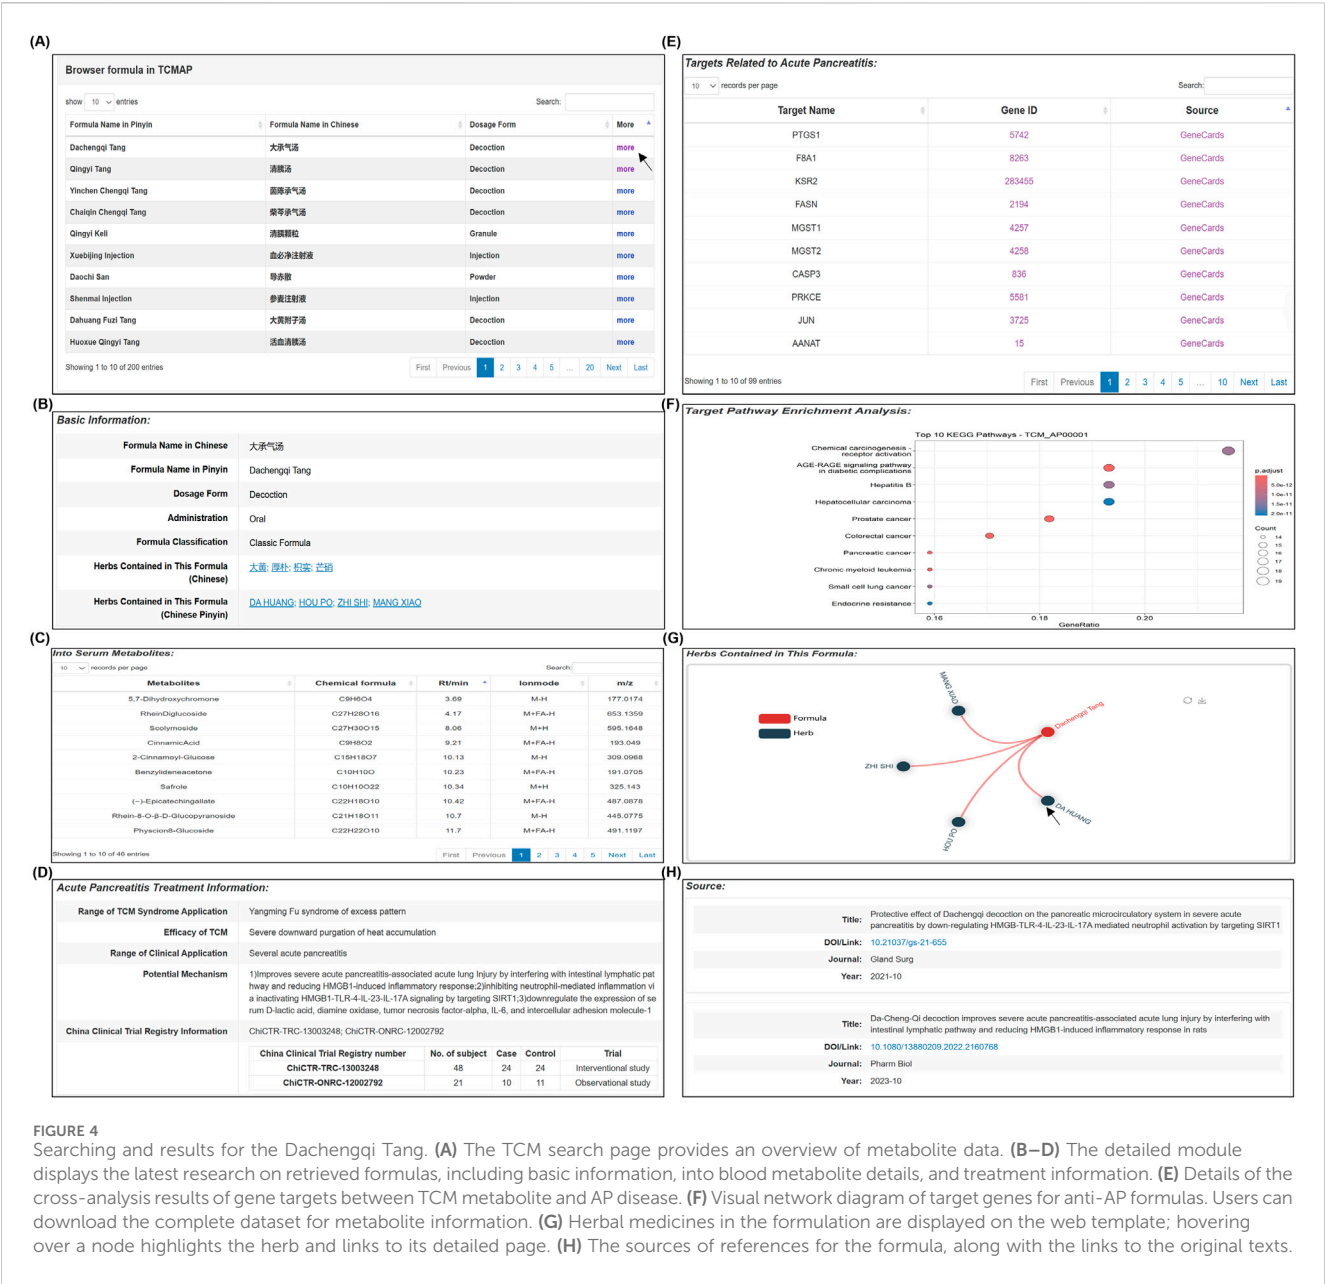 (A)
Browser formula in TCMAP
show 10 entries Search:
Formula Name in Pinyin Formula Name in Chinese Dosage Form More
Dachengqi Tang 大承气汤 Decoction more
Qingyi Tang 清胰汤 Decoction more
Yinchen Chengqi Tang 茵陈承气汤 Decoction more
Chaiqin Chengqi Tang 柴芩承气汤 Decoction more
Qingyi Keli 清胰颗粒 Granule more
Xuebijing Injection 血必净注射液 Injection more
Daochi San 导赤散 Powder more
Shenmai Injection 参麦注射液 Injection more
Dahuang Fuzi Tang 大黄附子汤 Decoction more
Huoxue Qingyi Tang 活血清胰汤 Decoction more
Showing 1 to 10 of 200 entries First Previous 1 2 3 4 5 ... 20 Next Last
(B)
Basic Information:
Formula Name in Chinese 大承气汤
Formula Name in Pinyin Dachengqi Tang
Dosage Form Decoction
Administration Oral
Formula Classification Classic Formula
Herbs Contained in This Formula (Chinese) 大黄; 厚朴; 枳实; 芒硝
Herbs Contained in This Formula (Chinese Pinyin) DA HUANG; HOU PO; ZHI SHI; MANG XIAO
(C)
Into Serum Metabolites:
10 records per page Search:
Metabolites Chemical formula Rt/min Ionmode m/z
5,7-Dihydroxychromone C9H6O4 3.69 M-H 177.0174
RheinDiglucoside C27H28O16 4.17 M+FA-H 653.1359
Scolymoside C27H30O15 8.06 M+H 595.1648
CinnamicAcid C9H8O2 9.21 M+FA-H 193.049
2-Cinnamoyl-Glucose C15H18O7 10.13 M-H 309.0968
Benzylideneacetone C10H10O 10.23 M+FA-H 191.0705
Safrole C10H10O22 10.34 M+H 325.143
(−)-Epicatechingallate C22H18O10 10.42 M+FA-H 487.0878
Rhein-8-O-β-D-Glucopyranoside C21H18O11 10.7 M-H 445.0775
Physcion8-Glucoside C22H22O10 11.7 M+FA-H 491.1197
Showing 1 to 10 of 46 entries First Previous 1 2 3 4 5 Next Last
(D)
Acute Pancreatitis Treatment Information:
Range of TCM Syndrome Application Yangming Fu syndrome of excess pattern
Efficacy of TCM Severe downward purgation of heat accumulation
Range of Clinical Application Several acute pancreatitis
Potential Mechanism 1)Improves severe acute pancreatitis-associated acute lung Injury by interfering with intestinal lymphatic pat
hway and reducing HMGB1-induced inflammatory response;2)inhibiting neutrophil-mediated inflammation vi
a inactivating HMGB1-TLR-4-IL-23-IL-17A signaling by targeting SIRT1;3)downregulate the expression of se
rum D-lactic acid, diamine oxidase, tumor necrosis factor-alpha, IL-6, and intercellular adhesion molecule-1
China Clinical Trial Registry Information ChiCTR-TRC-13003248; ChiCTR-ONRC-12002792
China Clinical Trial Registry number No. of subject Case Control Trial
ChiCTR-TRC-13003248 48 24 24 Interventional study
ChiCTR-ONRC-12002792 21 10 11 Observational study
(E)
Targets Related to Acute Pancreatitis:
10 records per page Search:
Target Name Gene ID Source
PTGS1 5742 GeneCards
F8A1 8263 GeneCards
KSR2 283455 GeneCards
FASN 2194 GeneCards
MGST1 4257 GeneCards
MGST2 4258 GeneCards
CASP3 836 GeneCards
PRKCE 5581 GeneCards
JUN 3725 GeneCards
AANAT 15 GeneCards
Showing 1 to 10 of 99 entries First Previous 1 2 3 4 5 ... 10 Next Last
(F)
Target Pathway Enrichment Analysis:
Top 10 KEGG Pathways - TCM_AP00001
Chemical carcinogenesis -
receptor activation
AGE-RAGE signaling pathway
in diabetic complications
Hepatitis B
Hepatocellular carcinoma
Prostate cancer
Colorectal cancer
Pancreatic cancer
Chronic myeloid leukemia
Small cell lung cancer
Endocrine resistance
0.16 0.18 0.20
GeneRatio
p.adjust
5.0e-12
1.0e-11
1.5e-11
2.0e-11
Count
14
15
16
17
18
19
(G)
Herbs Contained in This Formula:
Formula
Herb
MANG XIAO
Dachengqi Tang
ZHI SHI
DA HUANG
HOU PO
(H)
Source:
Title: Protective effect of Dachengqi decoction on the pancreatic microcirculatory system in severe acute
pancreatitis by down-regulating HMGB-TLR-4-IL-23-IL-17A mediated neutrophil activation by targeting SIRT1
DOI/Link: 10.21037/gs-21-655
Journal: Gland Surg
Year: 2021-10
Title: Da-Cheng-Qi decoction improves severe acute pancreatitis-associated acute lung injury by interfering with
intestinal lymphatic pathway and reducing HMGB1-induced inflammatory response in rats
DOI/Link: 10.1080/13880209.2022.2160768
Journal: Pharm Biol
Year: 2023-10
FIGURE 4
Searching and results for the Dachengqi Tang. (A) The TCM search page provides an overview of metabolite data. (B–D) The detailed module
displays the latest research on retrieved formulas, including basic information, into blood metabolite details, and treatment information. (E) Details of the
cross-analysis results of gene targets between TCM metabolite and AP disease. (F) Visual network diagram of target genes for anti-AP formulas. Users can
download the complete dataset for metabolite information. (G) Herbal medicines in the formulation are displayed on the web template; hovering
over a node highlights the herb and links to its detailed page. (H) The sources of references for the formula, along with the links to the original texts.